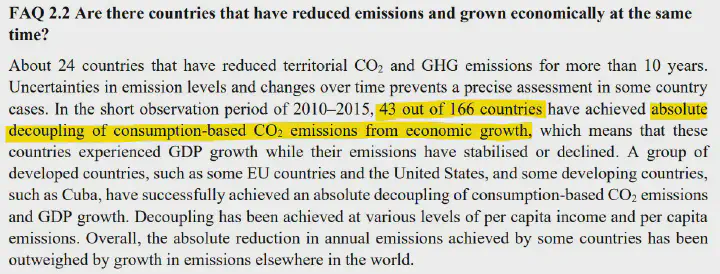 FAQ 2.2 Are there countries that have reduced emissions and grown economically at the same
time?
About 24 countries that have reduced territorial CO₂ and GHG emissions for more than 10 years.
Uncertainties in emission levels and changes over time prevents a precise assessment in some country
cases. In the short observation period of 2010–2015, 43 out of 166 countries have achieved absolute
decoupling of consumption-based CO₂ emissions from economic growth, which means that these
countries experienced GDP growth while their emissions have stabilised or declined. A group of
developed countries, such as some EU countries and the United States, and some developing countries,
such as Cuba, have successfully achieved an absolute decoupling of consumption-based CO₂ emissions
and GDP growth. Decoupling has been achieved at various levels of per capita income and per capita
emissions. Overall, the absolute reduction in annual emissions achieved by some countries has been
outweighed by growth in emissions elsewhere in the world.